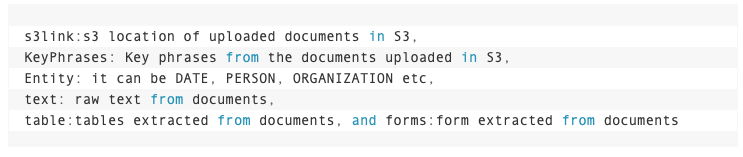 s3link:s3 location of uploaded documents in S3,
KeyPhrases: Key phrases from the documents uploaded in S3,
Entity: it can be DATE, PERSON, ORGANIZATION etc,
text: raw text from documents,
table:tables extracted from documents, and forms:form extracted from documents